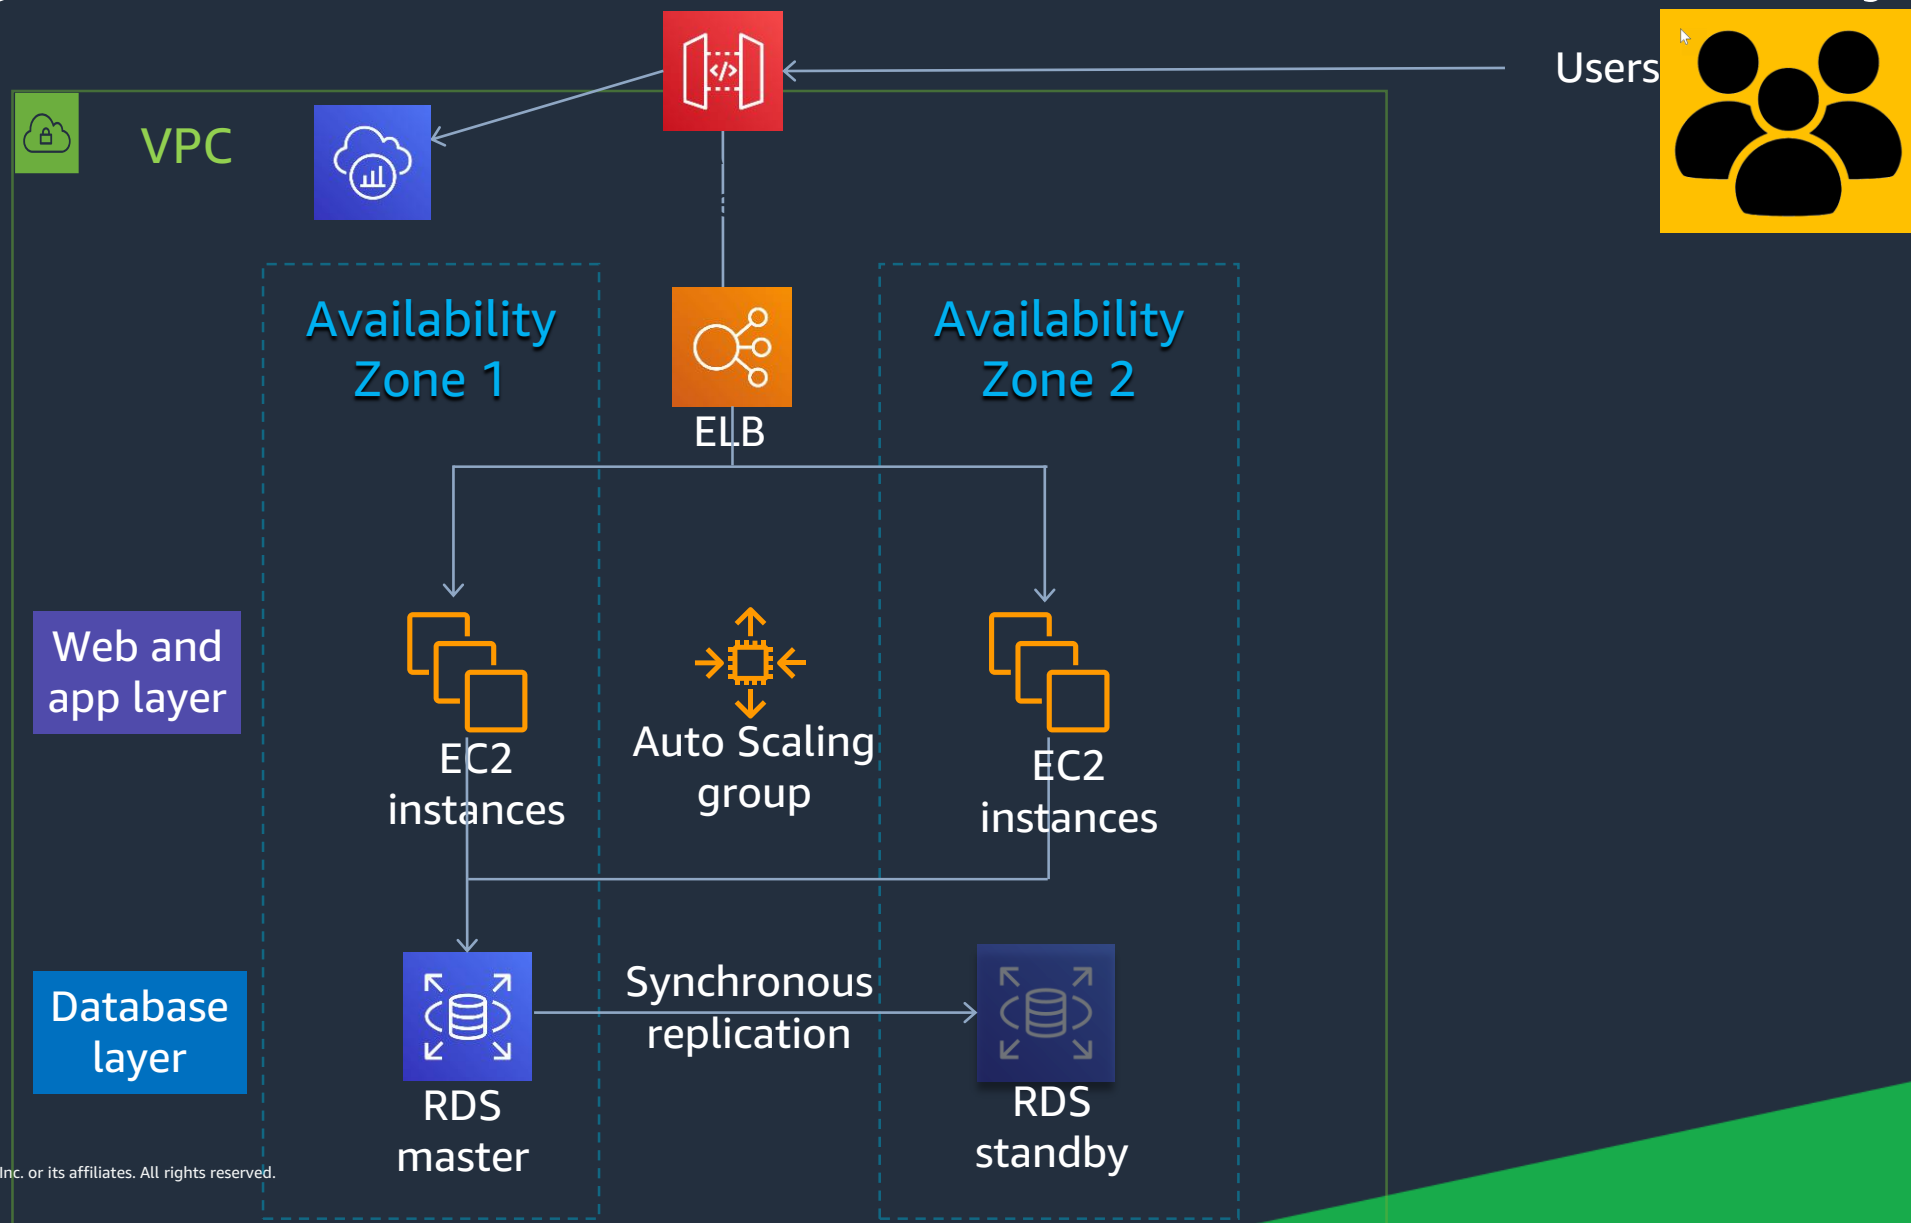 Users
VPC
</>
Availability
Zone 1
Availability
Zone 2
ELB
Web and
app layer
EC2
instances
Auto Scaling
group
EC2
instances
Database
layer
Synchronous
replication
RDS
master
RDS
standby
Inc. or its affiliates. All rights reserved.